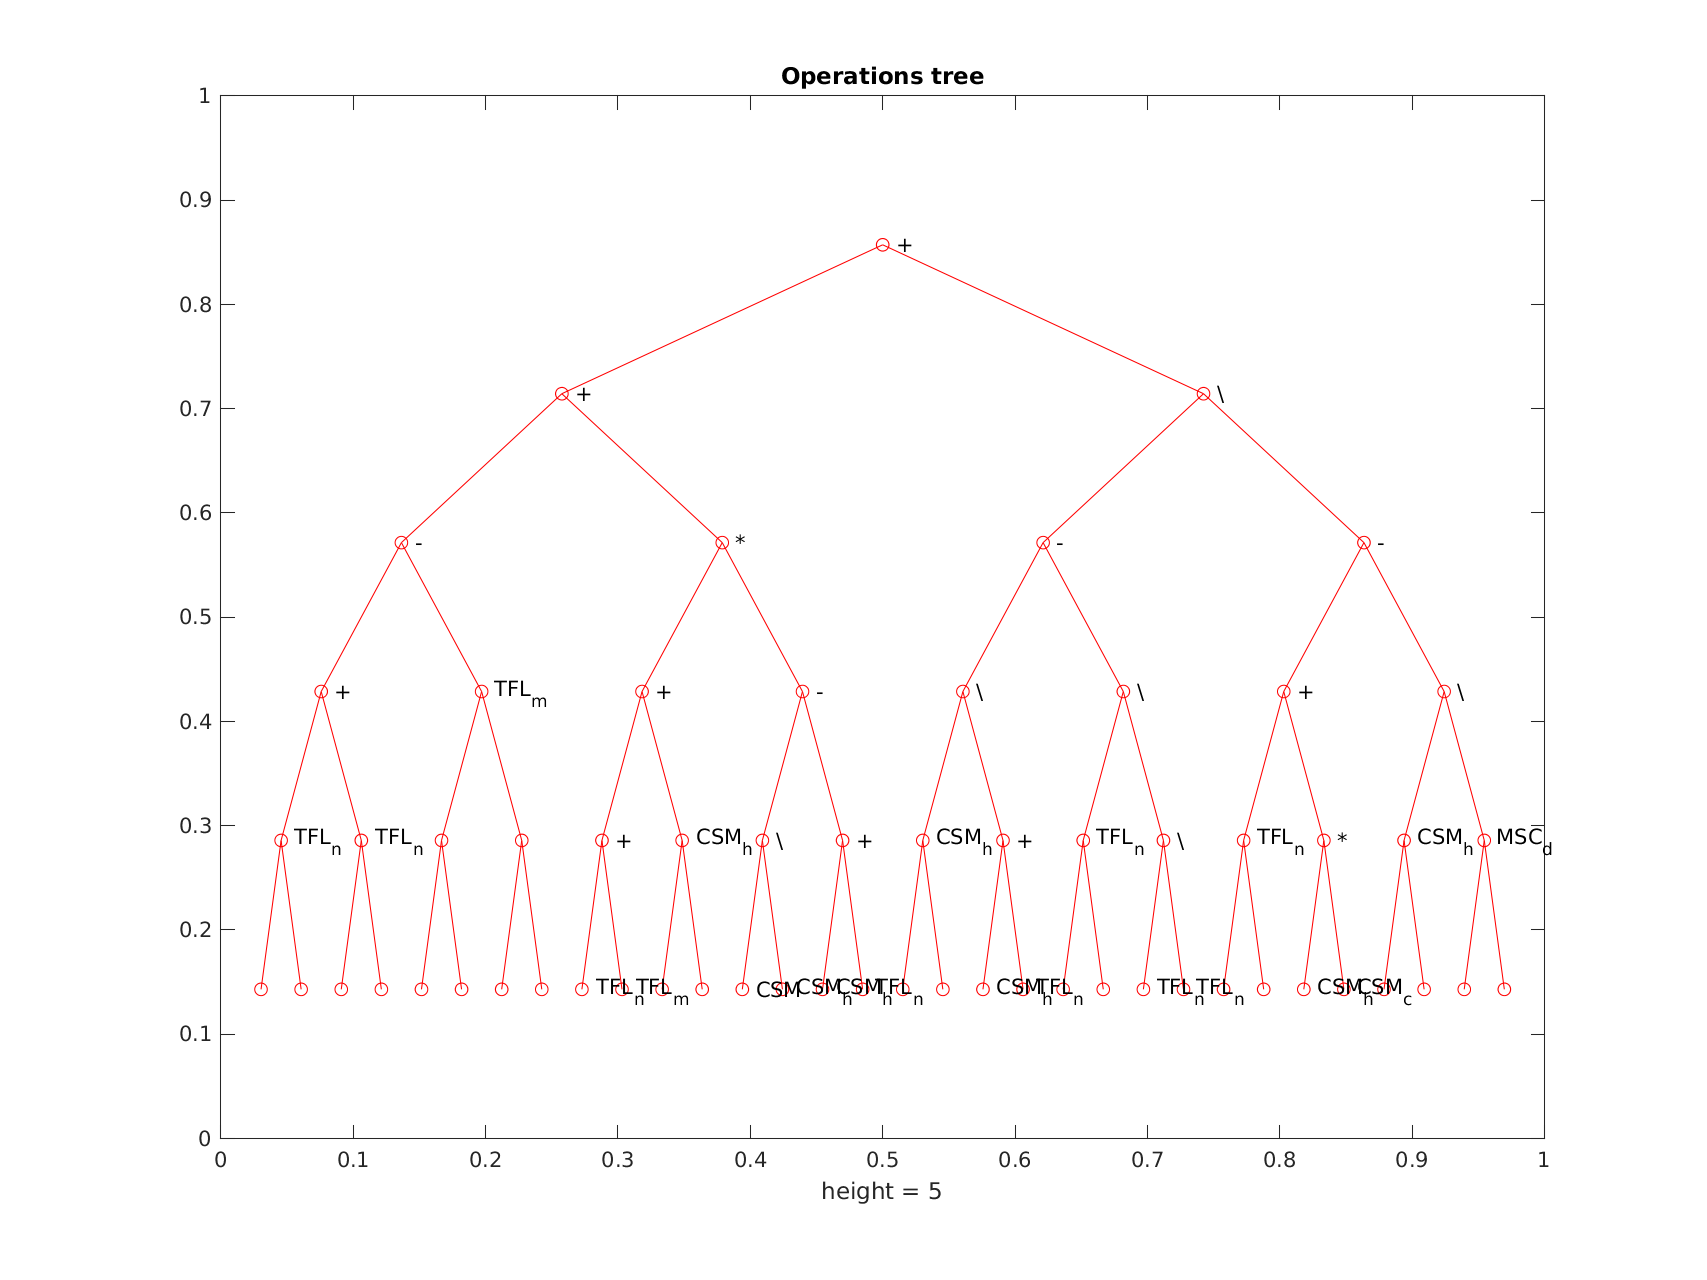 Operations tree
1
0.9
+
0.8
+ \
0.7
0.6
- * - -
0.5
+ TFL_m + - \ \ + \
0.4
0.3
TFL_n TFL_n + CSM_h \ + CSM_h + TFL_n \ TFL_n * CSM_h MSC_d
0.2
TFL_n TFL_m CSM CSM_h CSM_h TFL_n CSM_h TFL_n TFL_n TFL_n CSM_h CSM_c
0.1
0
0 0.1 0.2 0.3 0.4 0.5 0.6 0.7 0.8 0.9 1
height = 5